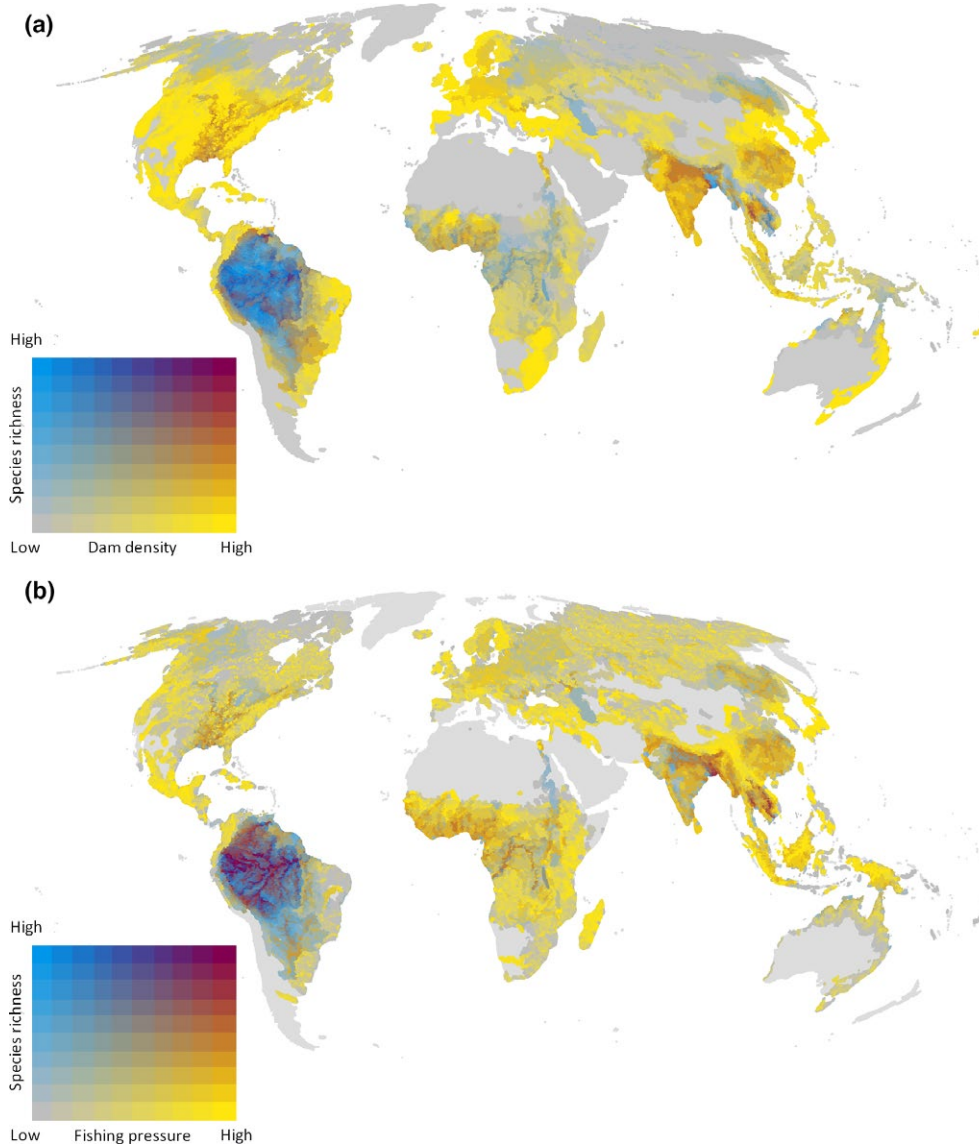 (a)
High
Species richness
Low Dam density High
(b)
High
Species richness
Low Fishing pressure High